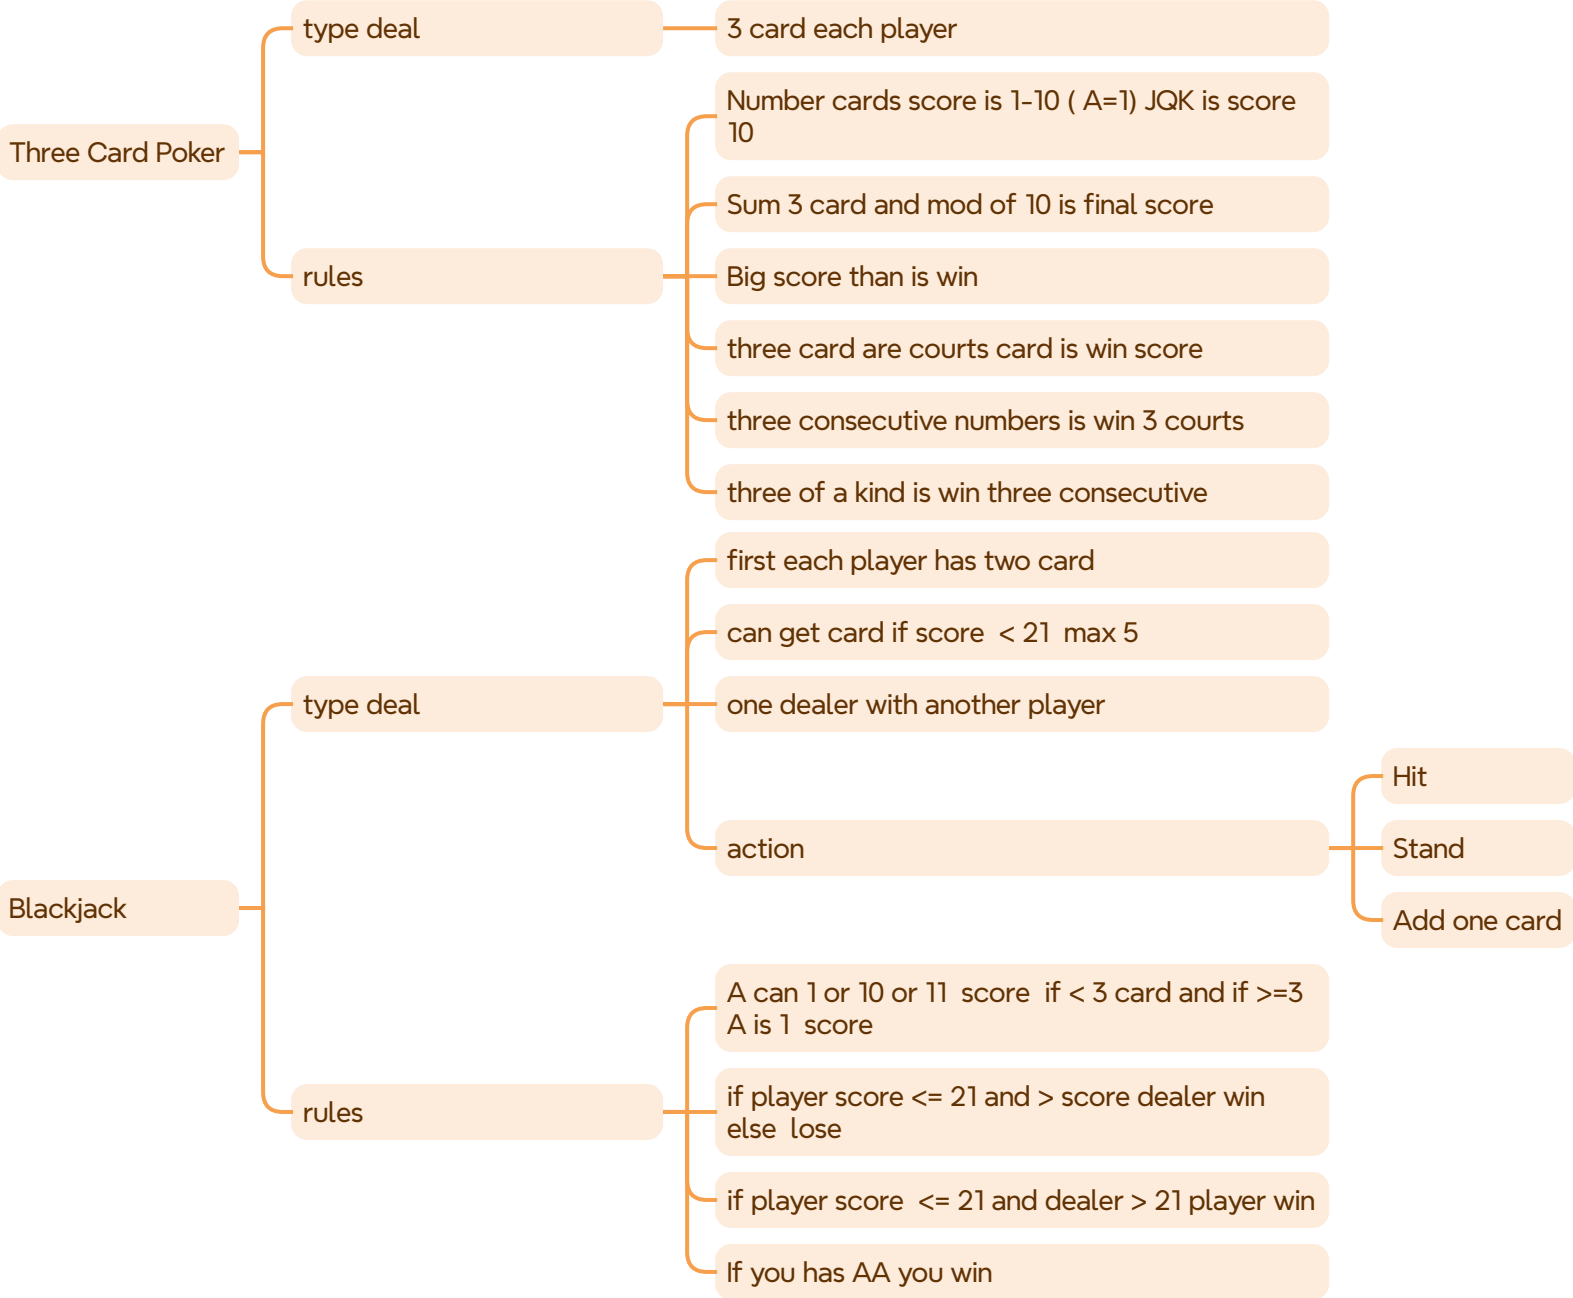 Three Card Poker
type deal
3 card each player
rules
Number cards score is 1-10 ( A=1) JQK is score
10
Sum 3 card and mod of 10 is final score
Big score than is win
three card are courts card is win score
three consecutive numbers is win 3 courts
three of a kind is win three consecutive
Blackjack
type deal
first each player has two card
can get card if score  < 21  max 5
one dealer with another player
action
Hit
Stand
Add one card
rules
A can 1 or 10 or 11  score  if < 3 card and if >=3
A is 1  score
if player score <= 21 and > score dealer win
else  lose
if player score  <= 21 and dealer > 21 player win
If you has AA you win